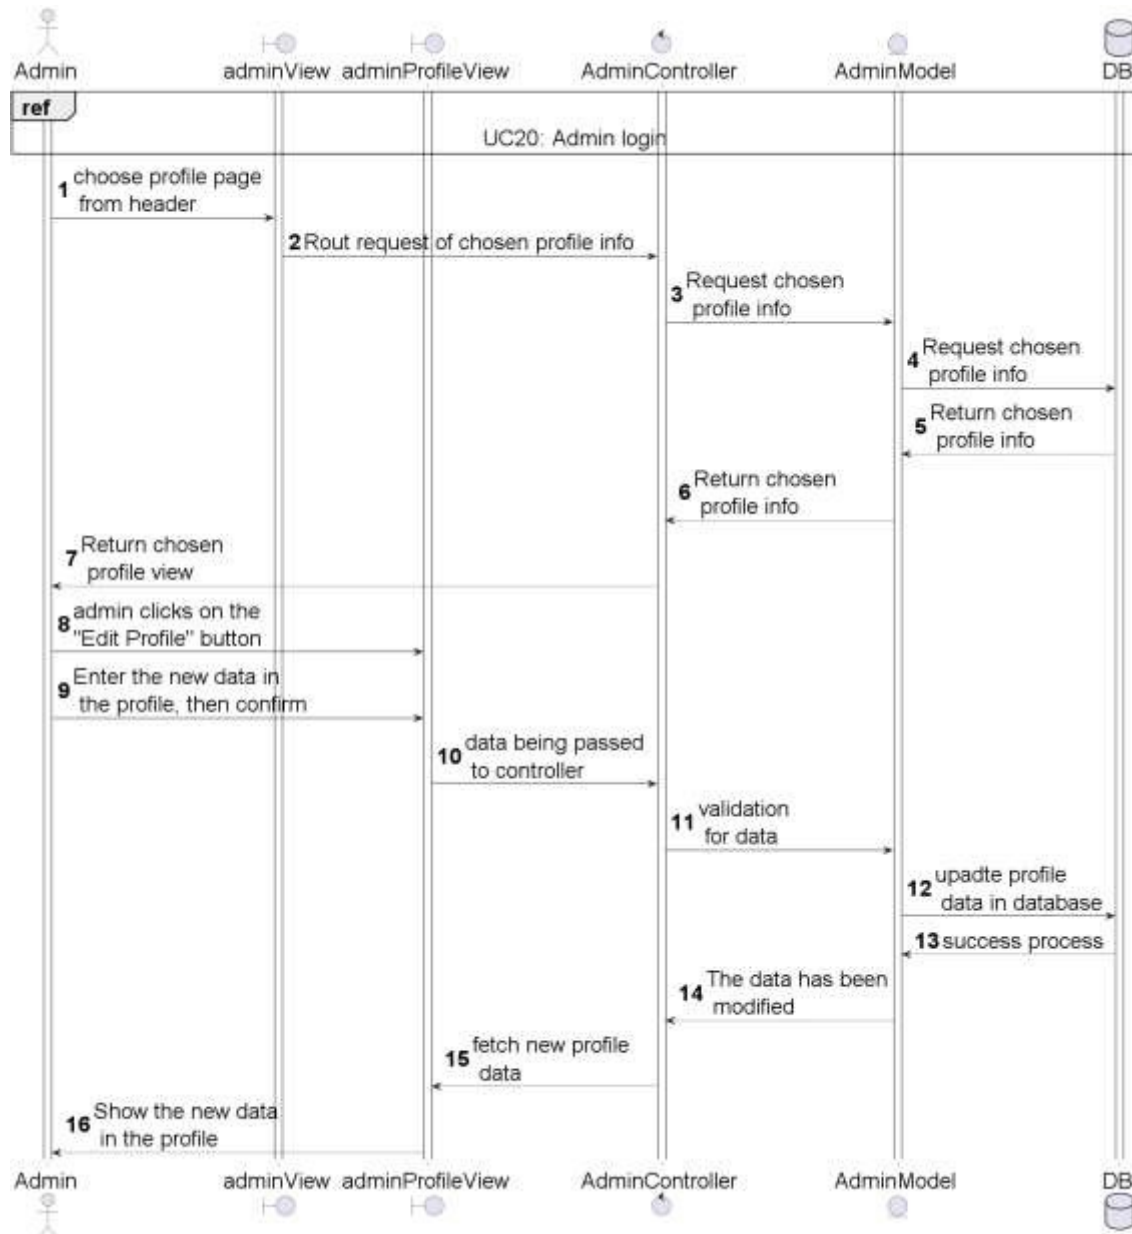 Admin adminView adminProfileView AdminController AdminModel DB
ref
UC20: Admin login
1 choose profile page
from header
2 Rout request of chosen profile info
3 Request chosen
profile info
4 Request chosen
profile info
5 Return chosen
profile info
6 Return chosen
profile info
7 Return chosen
profile view
8 admin clicks on the
"Edit Profile" button
9 Enter the new data in
the profile, then confirm
10 data being passed
to controller
11 validation
for data
12 upadte profile
data in database
13 success process
14 The data has been
modified
15 fetch new profile
data
16 Show the new data
in the profile
Admin adminView adminProfileView AdminController AdminModel DB